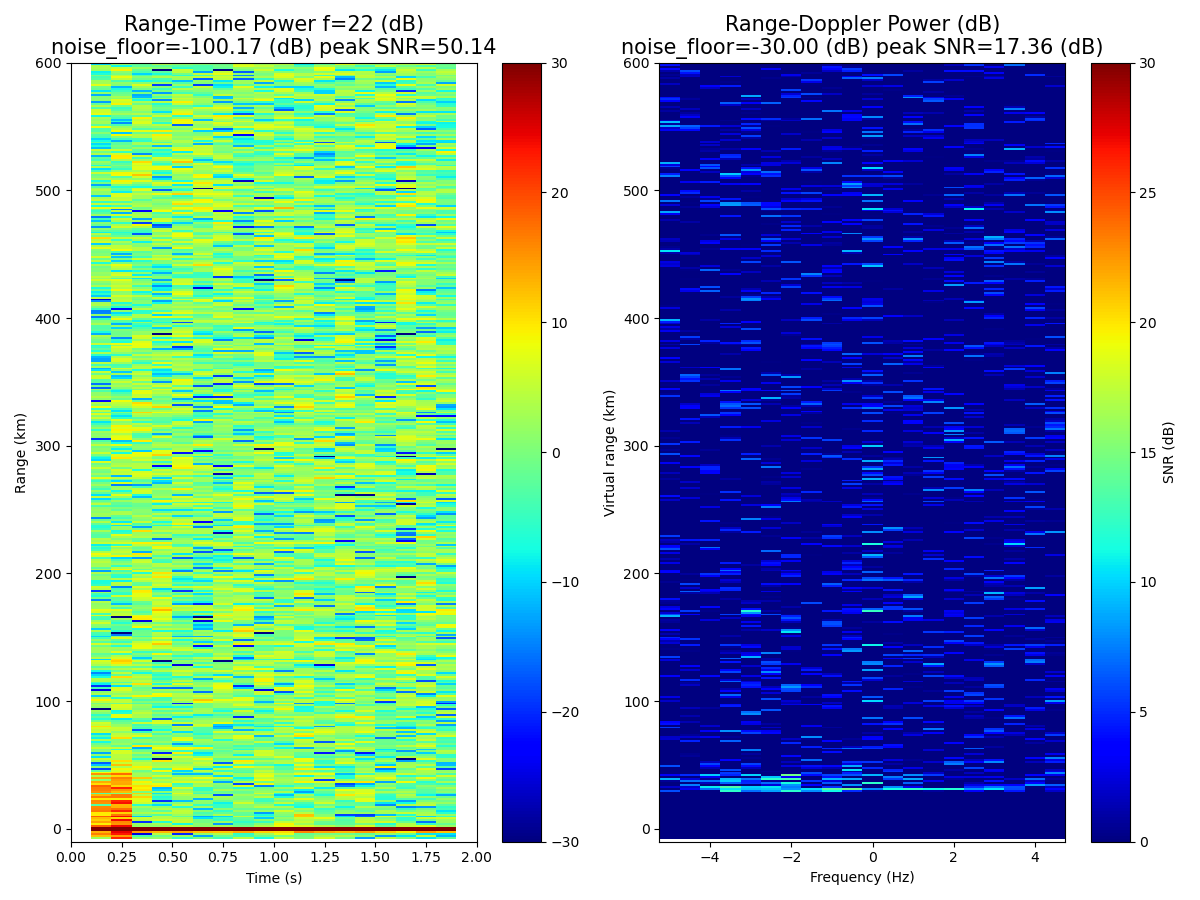 Range-Time Power f=22 (dB)
noise_floor=-100.17 (dB) peak SNR=50.14
600
500
400
300
200
100
0
Range (km)
0.00 0.25 0.50 0.75 1.00 1.25 1.50 1.75 2.00
Time (s)
30
20
10
0
−10
−20
−30
Range-Doppler Power (dB)
noise_floor=-30.00 (dB) peak SNR=17.36 (dB)
600
500
400
300
200
100
0
Virtual range (km)
−4 −2 0 2 4
Frequency (Hz)
30
25
20
15
10
5
0
SNR (dB)